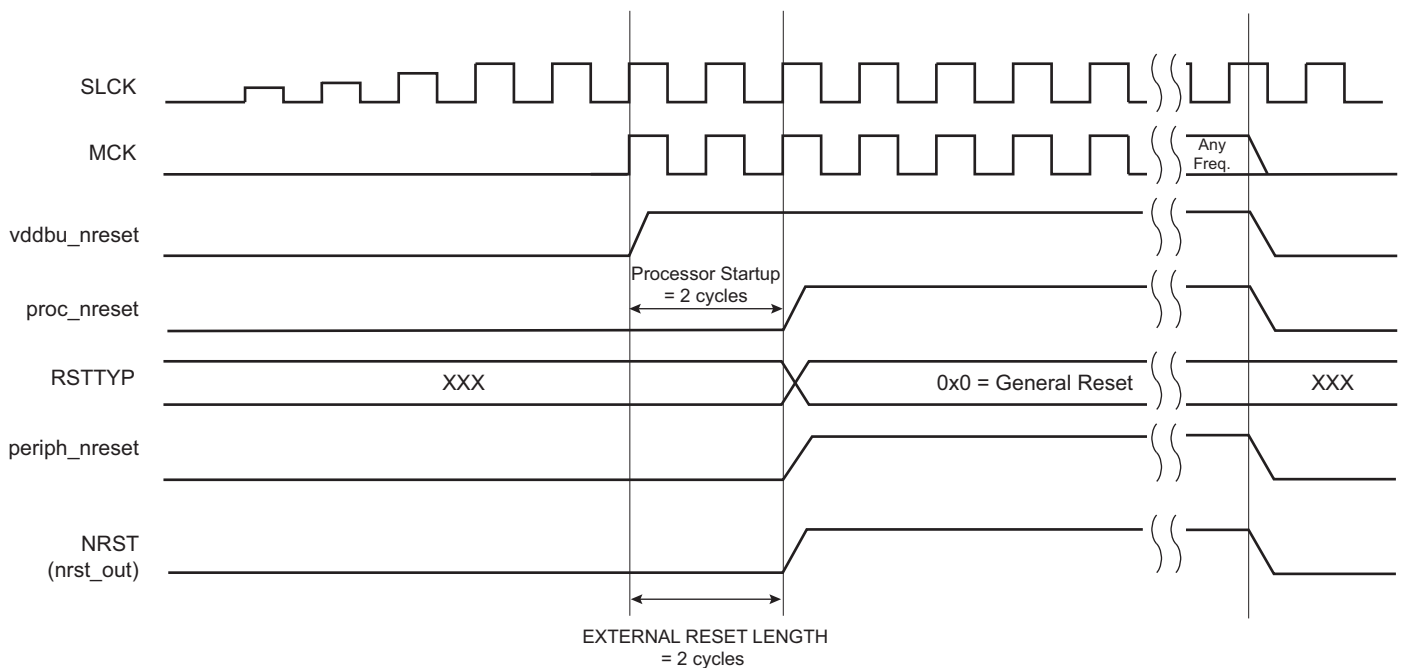 SLCK
MCK
Any
Freq.
vddbu_nreset
Processor Startup
= 2 cycles
proc_nreset
RSTTYP
XXX
0x0 = General Reset
XXX
periph_nreset
NRST
(nrst_out)
EXTERNAL RESET LENGTH
= 2 cycles